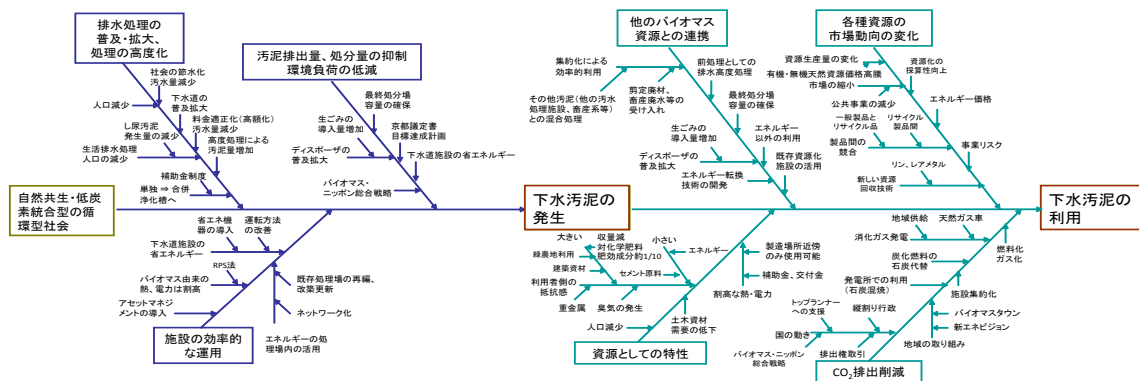 排水処理の
普及・拡大、
処理の高度化
汚泥排出量、処分量の抑制
環境負荷の低減
他のバイオマス
資源との連携
各種資源の
市場動向の変化
社会の節水化
汚水量減少
人口減少
下水道の
普及拡大
料金適正化(高額化)
汚水量減少
し尿汚泥
発生量の減少
高度処理による
汚泥量増加
生活排水処理
人口の減少
補助金制度
単独 ⇒ 合併
浄化槽へ
最終処分場
容量の確保
生ごみの
導入量増加
京都議定書
目標達成計画
ディスポーザの
普及拡大
下水道施設の省エネルギー
バイオマス・
ニッポン総合戦略
集約化による
効率的利用
前処理としての
排水高度処理
その他汚泥(他の汚水
処理施設、畜産系等)
との混合処理
剪定廃材、
畜産廃水等の
受け入れ
最終処分場
容量の確保
生ごみの
導入量増加
エネルギー
以外の利用
ディスポーザの
普及拡大
既存資源化
施設の活用
エネルギー転換
技術の開発
資源生産量の変化
資源化の
採算性向上
有機・無機天然資源価格高騰
市場の縮小
公共事業の減少
エネルギー価格
一般製品と
リサイクル品
リサイクル
製品間
製品間の
競合
事業リスク
リン、レアメタル
新しい資源
回収技術
自然共生・低炭
素統合型の循
環型社会
下水汚泥の
発生
下水汚泥の
利用
省エネ機
器の導入
運転方法
の改善
下水道施設の
省エネルギー
RPS法
バイオマス由来の
熱、電力は割高
既存処理場の再編、
改築更新
アセットマネジ
メントの導入
ネットワーク化
エネルギーの処
理場内の活用
施設の効率的
な運用
大きい
収量減
対化学肥料
肥効成分約1/10
小さい
緑農地利用
エネルギー
建築資材
セメント原料
製造場所近傍
のみ使用可能
利用者側の
抵抗感
補助金、交付金
重金属
臭気の発生
割高な熱・電力
土木資材
需要の低下
人口減少
資源としての特性
地域供給
天然ガス車
消化ガス発電
燃料化
ガス化
炭化燃料の
石炭代替
発電所での利用
(石炭混焼)
施設集約化
トップランナー
への支援
縦割り行政
バイオマスタウン
新エネビジョン
国の動き
地域の取り組み
バイオマス・ニッポン
総合戦略
排出権取引
CO2排出削減